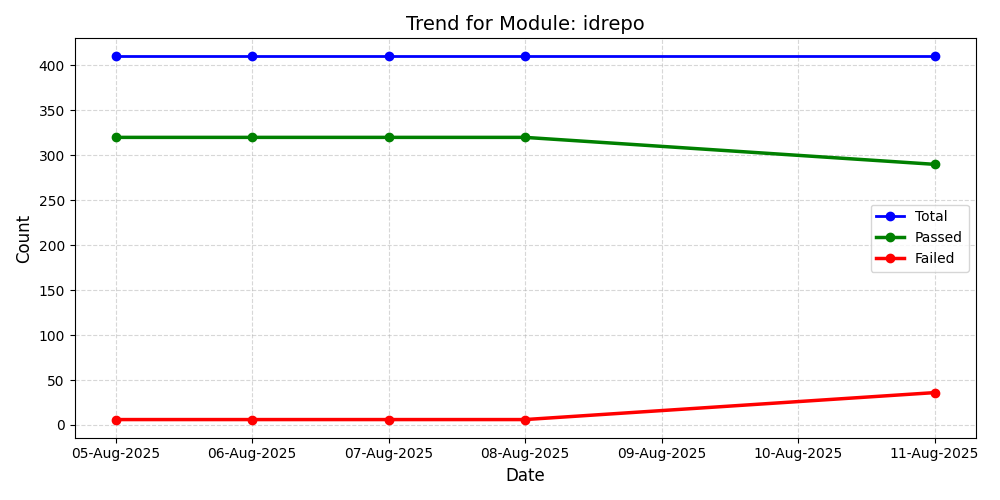 Trend for Module: idrepo
Count
400
350
300
250
200
150
100
50
0
Total
Passed
Failed
05-Aug-2025
06-Aug-2025
07-Aug-2025
08-Aug-2025
09-Aug-2025
10-Aug-2025
11-Aug-2025
Date